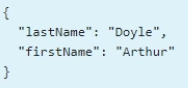 {
  "lastName": "Doyle",
  "firstName": "Arthur"
}